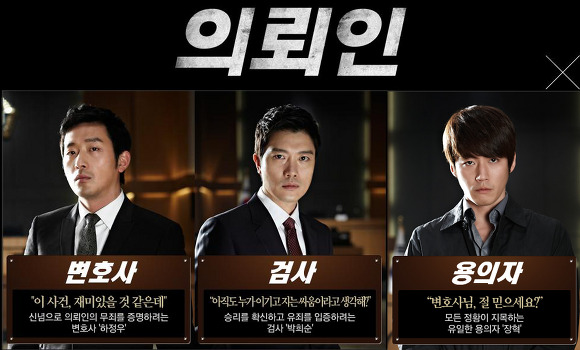 의뢰인
변호사
"이 사건, 재미있을 것 같은데"
신념으로 의뢰인의 무죄를 증명하려는
변호사 '하정우'
검사
"아직도 누가 이기고 지는 싸움이라고 생각해?"
승리를 확신하고 유죄를 입증하려는
검사 '박희순'
용의자
"변호사님, 절 믿으세요?"
모든 정황이 지목하는
유일한 용의자 '장혁'